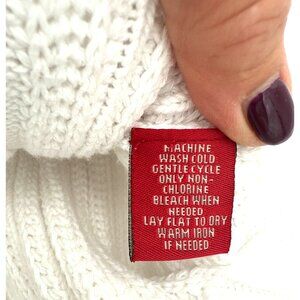 MACHINE
WASH COLD
GENTLE CYCLE
ONLY NON-
CHLORINE
BLEACH WHEN
NEEDED
LAY FLAT TO DRY
WARM IRON
IF NEEDED